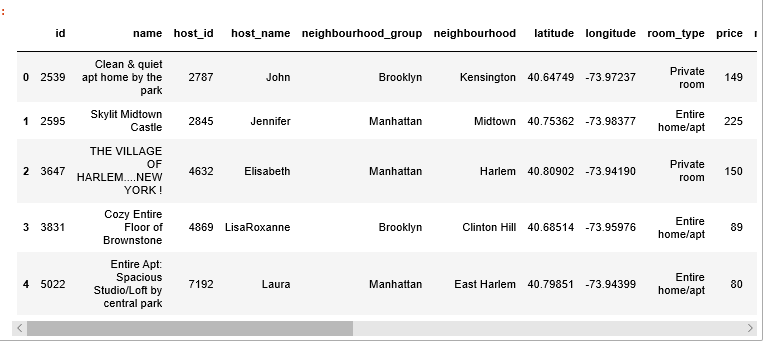 :
id name host_id host_name neighbourhood_group neighbourhood latitude longitude room_type price
0 2539 Clean & quiet apt home by the park 2787 John Brooklyn Kensington 40.64749 -73.97237 Private room 149
1 2595 Skylit Midtown Castle 2845 Jennifer Manhattan Midtown 40.75362 -73.98377 Entire home/apt 225
2 3647 THE VILLAGE OF HARLEM....NEW YORK ! 4632 Elisabeth Manhattan Harlem 40.80902 -73.94190 Private room 150
3 3831 Cozy Entire Floor of Brownstone 4869 LisaRoxanne Brooklyn Clinton Hill 40.68514 -73.95976 Entire home/apt 89
4 5022 Entire Apt: Spacious Studio/Loft by central park 7192 Laura Manhattan East Harlem 40.79851 -73.94399 Entire home/apt 80